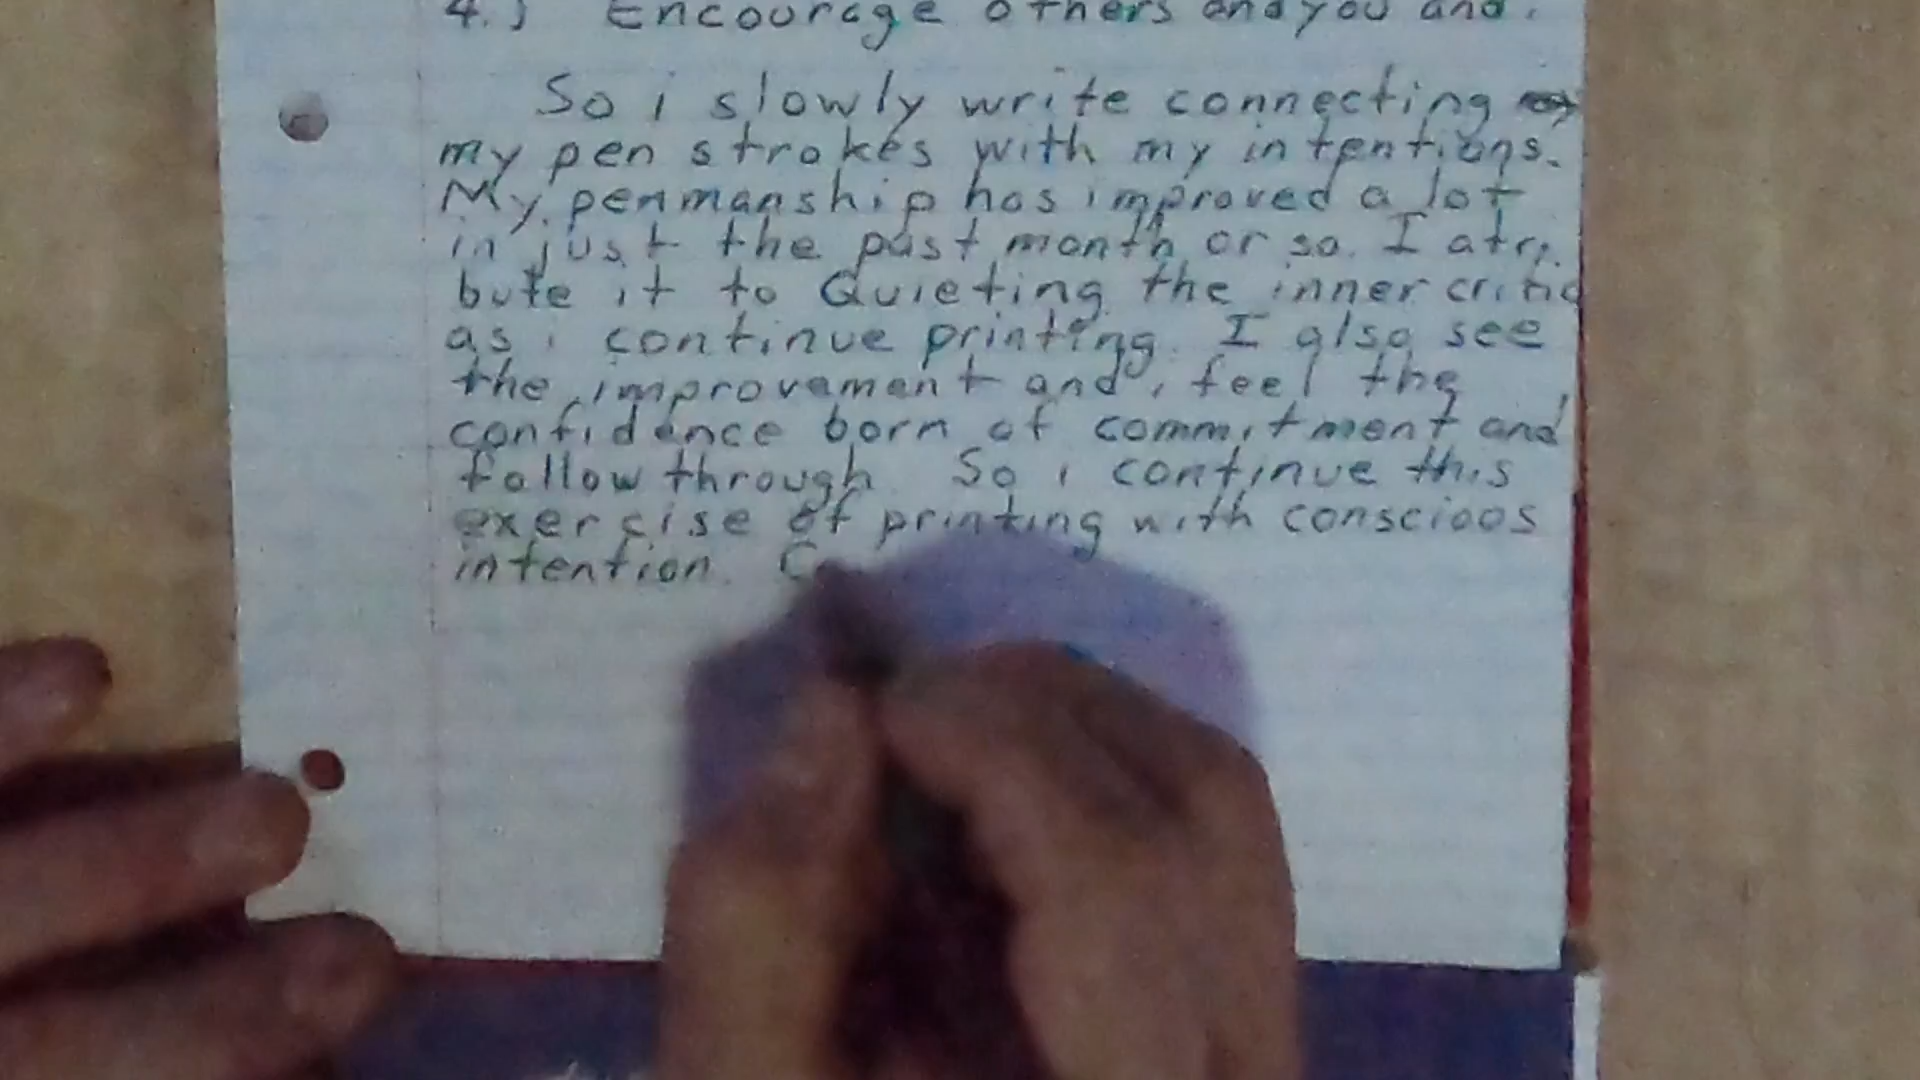 4.) Encourage others and you and.
So i slowly write connecting
my pen strokes with my intentions.
My penmanship has improved a lot
in just the past month or so. I atri
bute it to Quieting the inner critic
as i continue printing. I also see
the improvement and i feel the
confidence born of commitment and
follow through. So i continue this
exercise of printing with conscioos
intention.